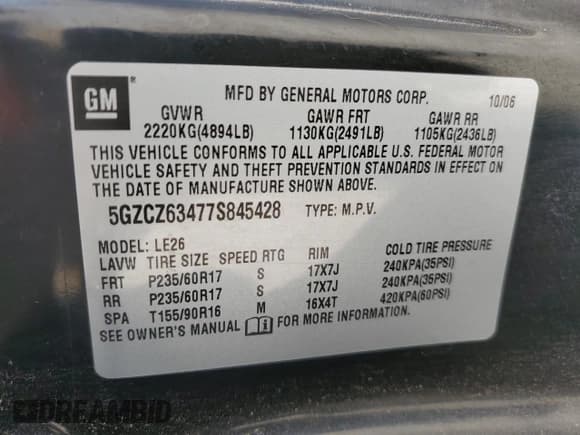 GM
®
MFD BY GENERAL MOTORS CORP. 10/06
GVWR GAWR FRT GAWR RR
2220KG(4894LB) 1130KG(2491LB) 1105KG(2436LB)
THIS VEHICLE CONFORMS TO ALL APPLICABLE U.S. FEDERAL MOTOR
VEHICLE SAFETY AND THEFT PREVENTION STANDARDS IN EFFECT ON
THE DATE OF MANUFACTURE SHOWN ABOVE.
5GZCZ63477S845428 TYPE: M.P.V.
MODEL: LE26
LAVW TIRE SIZE SPEED RTG RIM COLD TIRE PRESSURE
FRT P235/60R17 S 17X7J 240KPA(35PSI)
RR P235/60R17 S 17X7J 240KPA(35PSI)
SPA T155/90R16 M 16X4T 420KPA(60PSI)
SEE OWNER'S MANUAL i FOR MORE INFORMATION.
DREAMBID